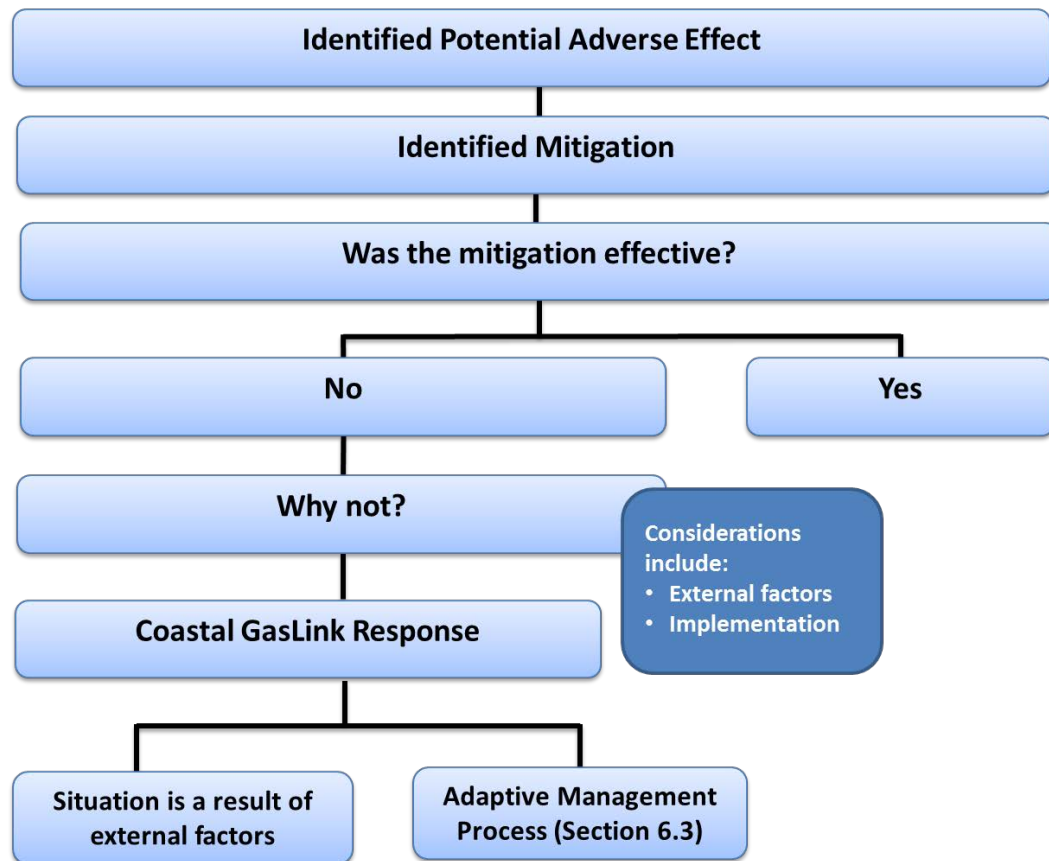 Identified Potential Adverse Effect
Identified Mitigation
Was the mitigation effective?
No
Yes
Why not?
Considerations
include:
• External factors
• Implementation
Coastal GasLink Response
Situation is a result of
external factors
Adaptive Management
Process (Section 6.3)